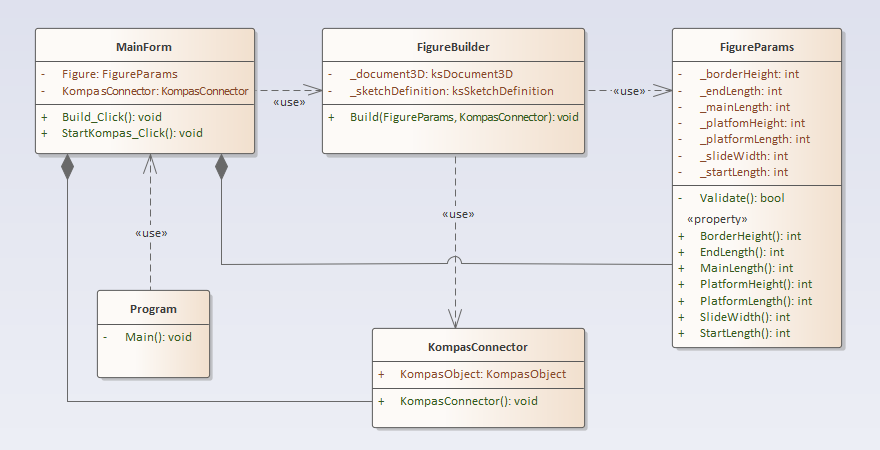 MainForm
- Figure: FigureParams
- KompasConnector: KompasConnector
+ Build_Click(): void
+ StartKompas_Click(): void
«use»
FigureBuilder
- _document3D: ksDocument3D
- _sketchDefinition: ksSketchDefinition
+ Build(FigureParams, KompasConnector): void
«use»
FigureParams
- _borderHeight: int
- _endLength: int
- _mainLength: int
- _platfomHeight: int
- _platformLength: int
- _slideWidth: int
- _startLength: int
- Validate(): bool
«property»
+ BorderHeight(): int
+ EndLength(): int
+ MainLength(): int
+ PlatformHeight(): int
+ PlatformLength(): int
+ SlideWidth(): int
+ StartLength(): int
«use»
«use»
Program
- Main(): void
KompasConnector
+ KompasObject: KompasObject
+ KompasConnector(): void